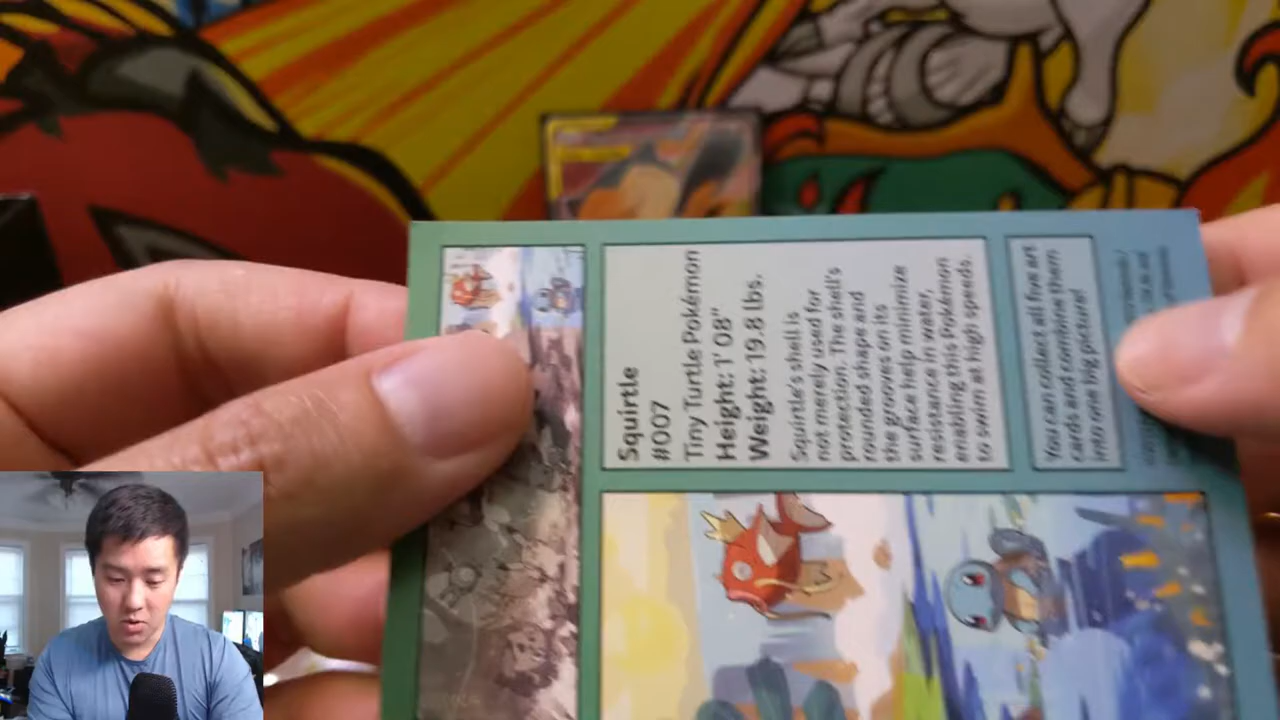 Squirtle
#007
Tiny Turtle Pokémon
Height: 1' 08"
Weight: 19.8 lbs.
Squirtle's shell is
not merely used for
protection. The shell's
rounded shape and
the grooves on its
surface help minimize
resistance in water,
enabling this Pokémon
to swim at high speeds.
You can collect all five art
cards and combine them
into one big picture!